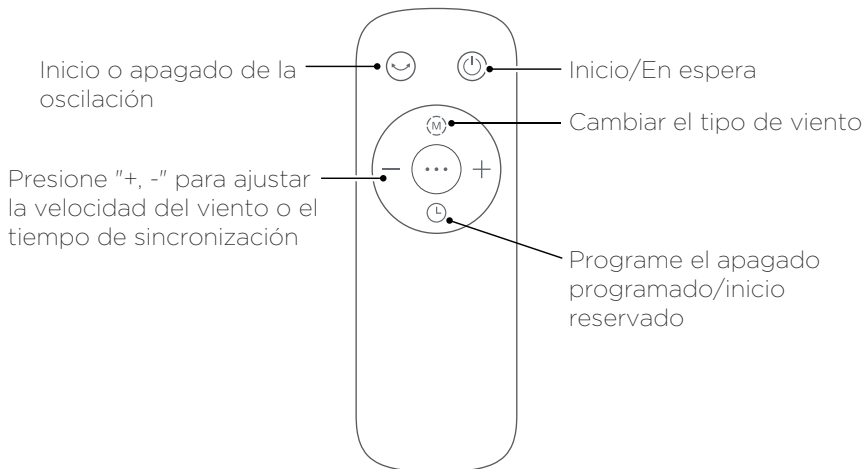 Inicio o apagado de la
oscilación
Inicio/En espera
Cambiar el tipo de viento
M
Presione "+, -" para ajustar
la velocidad del viento o el
tiempo de sincronización
Programe el apagado
programado/inicio
reservado